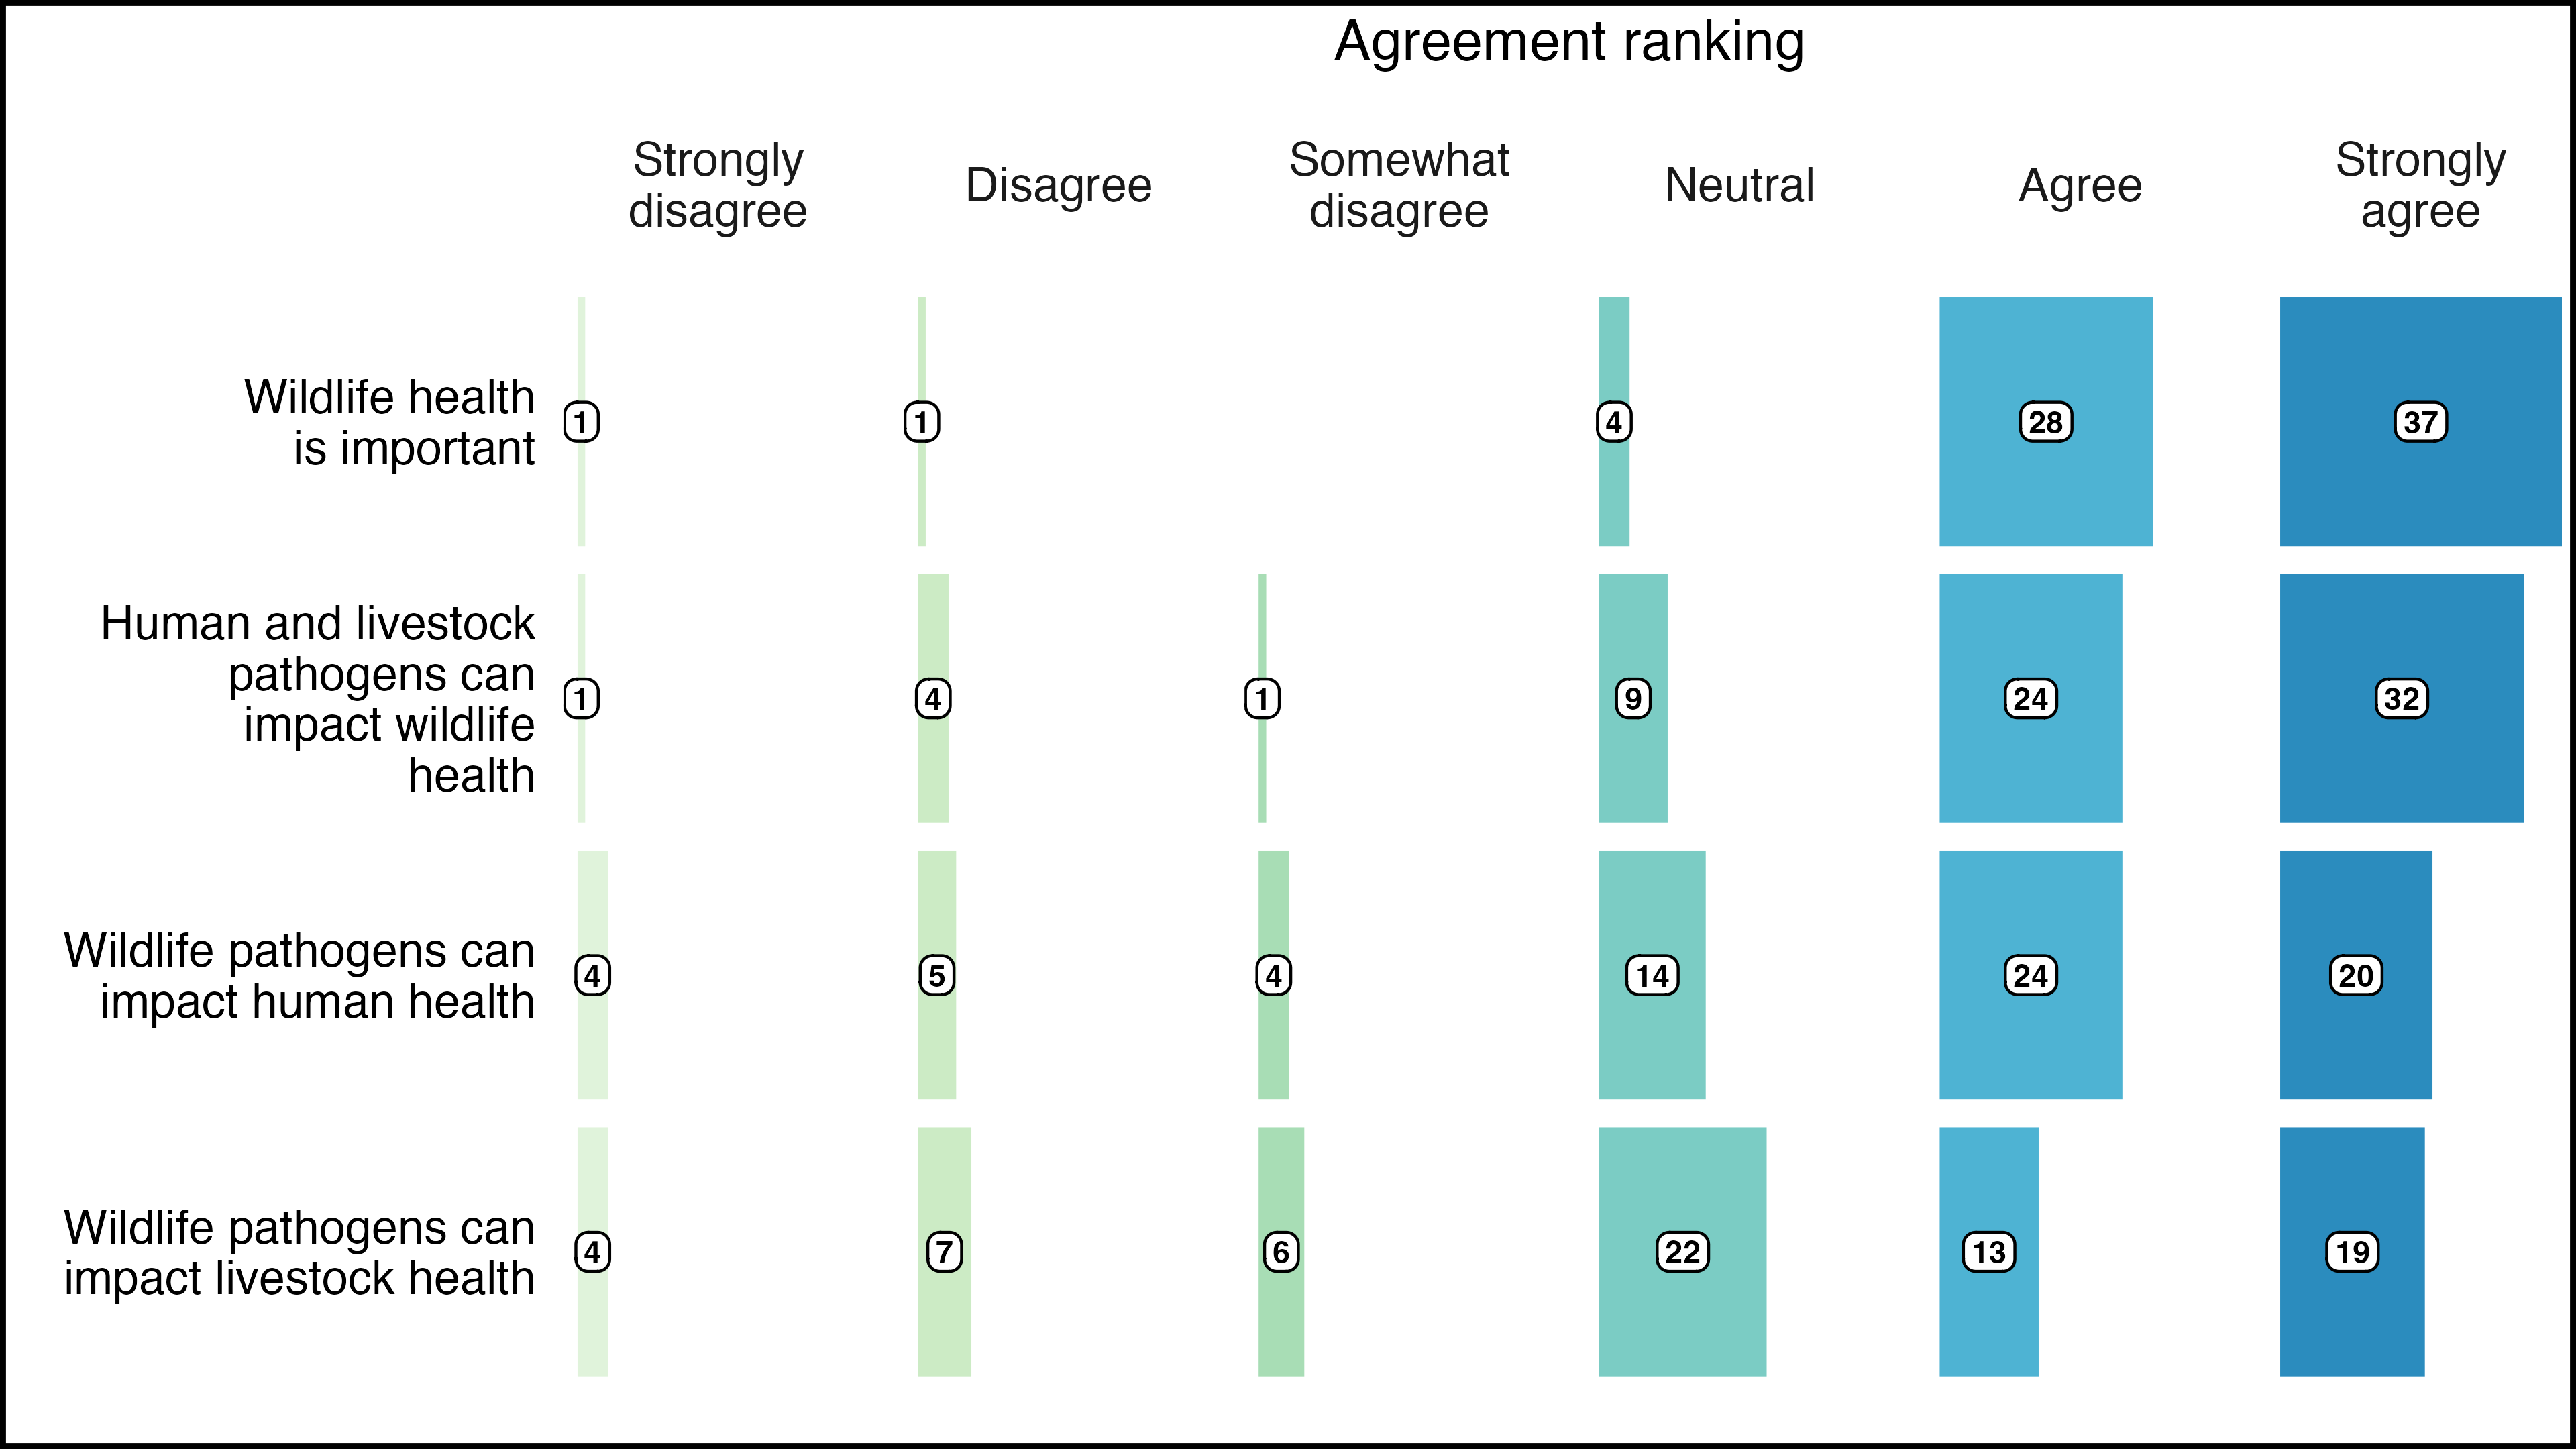 Agreement ranking
Strongly
disagree
Disagree
Somewhat
disagree
Neutral
Agree
Strongly
agree
Wildlife health
is important
1
1
4
28
37
Human and livestock
pathogens can
impact wildlife
health
1
4
1
9
24
32
Wildlife pathogens can
impact human health
4
5
4
14
24
20
Wildlife pathogens can
impact livestock health
4
7
6
22
13
19